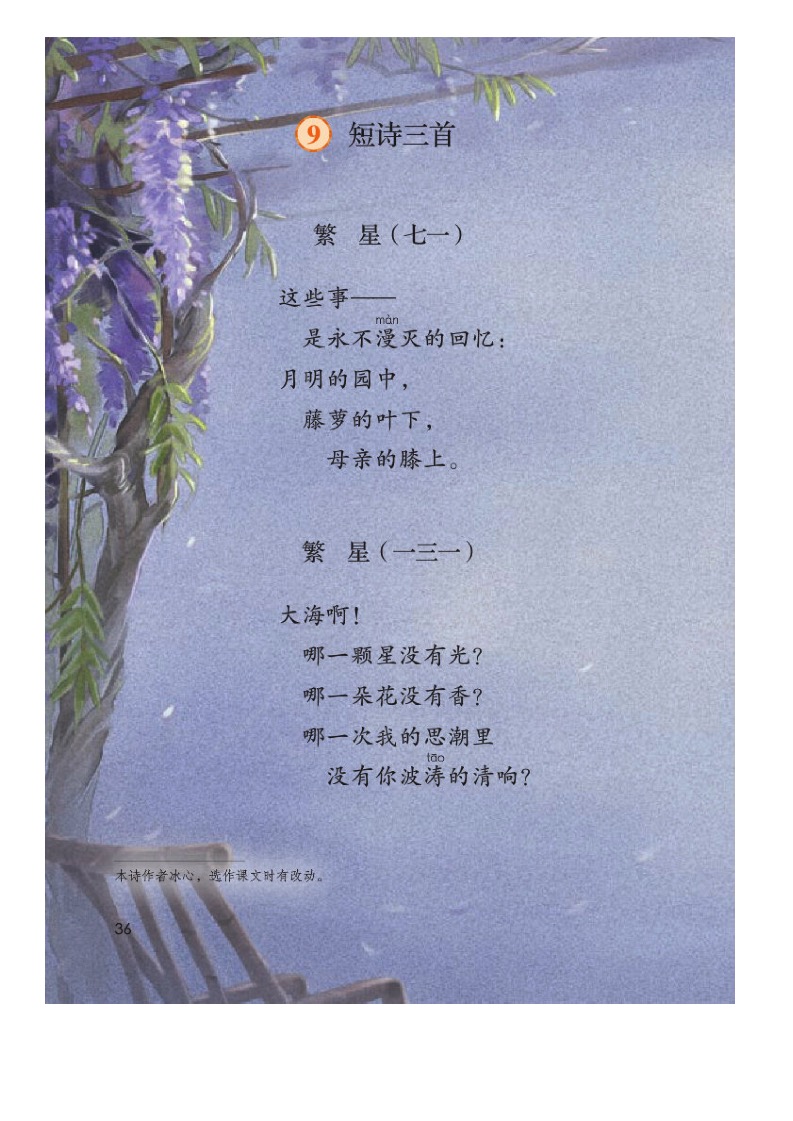 9 短诗三首
繁 星（七一）
这些事——
màn
是永不漫灭的回忆：
月明的园中，
藤萝的叶下，
母亲的膝上。
繁 星（一三一）
大海啊！
哪一颗星没有光？
哪一朵花没有香？
哪一次我的思潮里
tāo
没有你波涛的清响？
本诗作者冰心，选作课文时有改动。
36